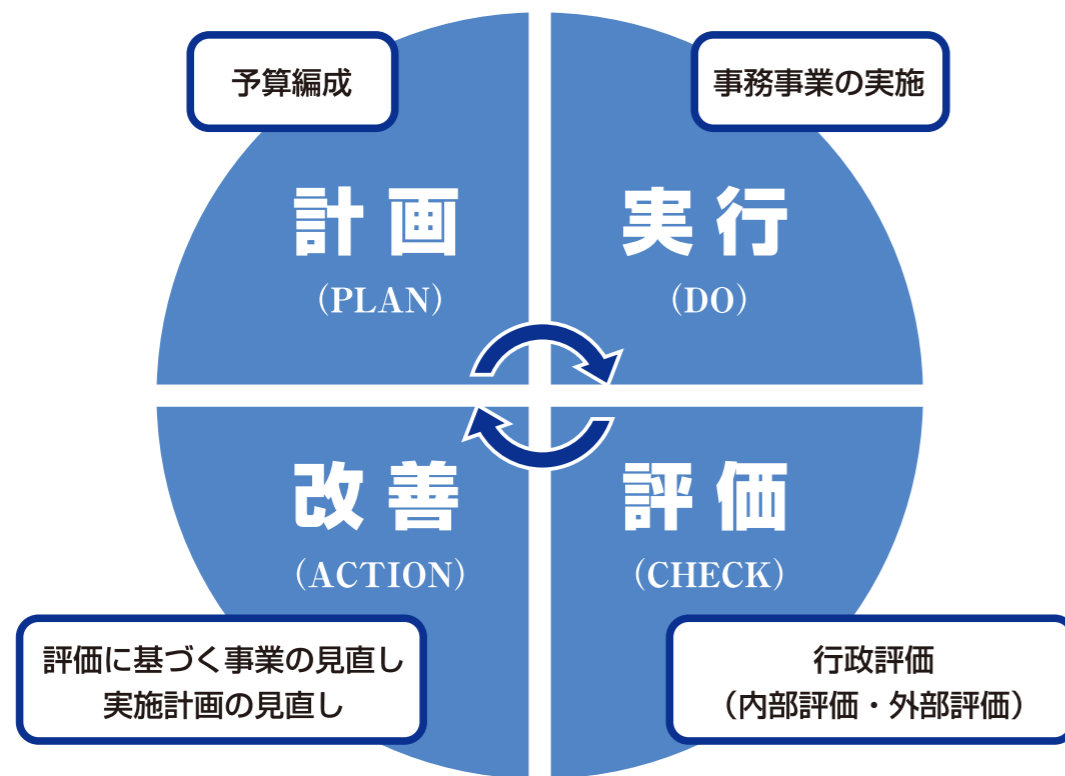 予算編成
計画
（PLAN）
事務事業の実施
実行
（DO）
改善
（ACTION）
評価に基づく事業の見直し
実施計画の見直し
評価
（CHECK）
行政評価
（内部評価・外部評価）